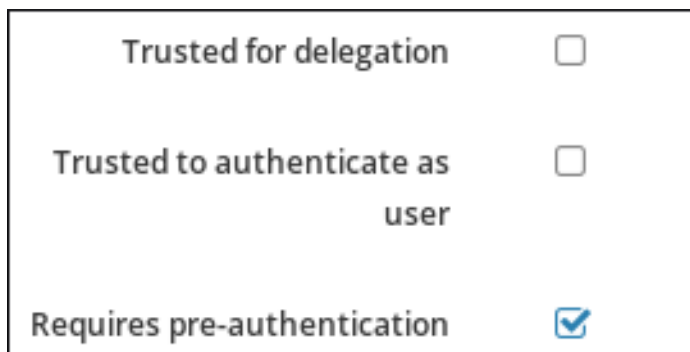 Trusted for delegation
Trusted to authenticate as
user
Requires pre-authentication